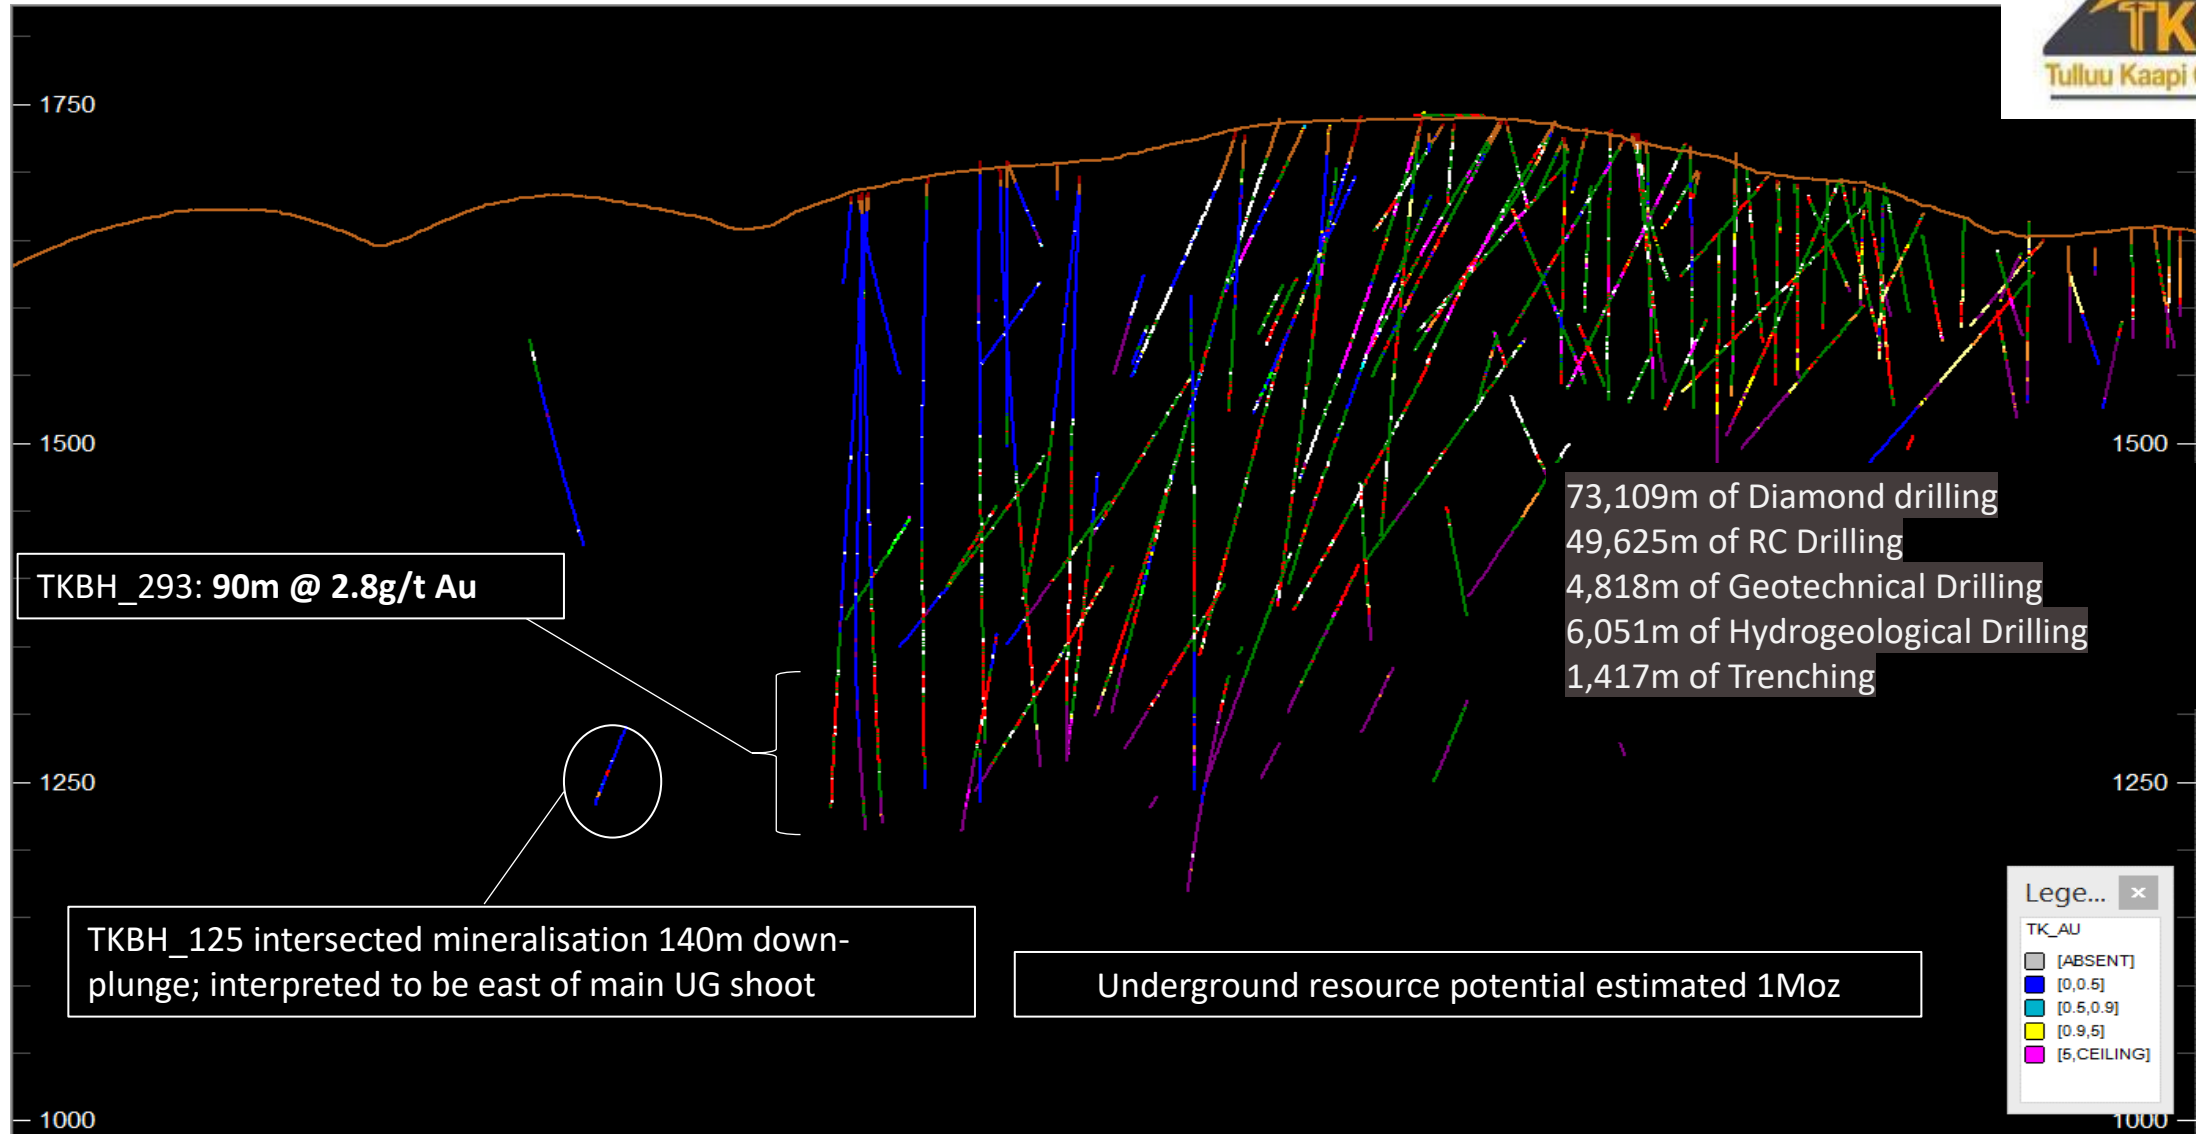 TK
Tulluu Kaapi
1750
1500
1500
73,109m of Diamond drilling
49,625m of RC Drilling
4,818m of Geotechnical Drilling
6,051m of Hydrogeological Drilling
1,417m of Trenching
TKBH_293: 90m @ 2.8g/t Au
1250
1250
TKBH_125 intersected mineralisation 140m down-
plunge; interpreted to be east of main UG shoot
Underground resource potential estimated 1Moz
Lege...
TK_AU
[ABSENT]
[0,0.5]
[0.5,0.9]
[0.9,5]
[5,CEILING]
1000
1000